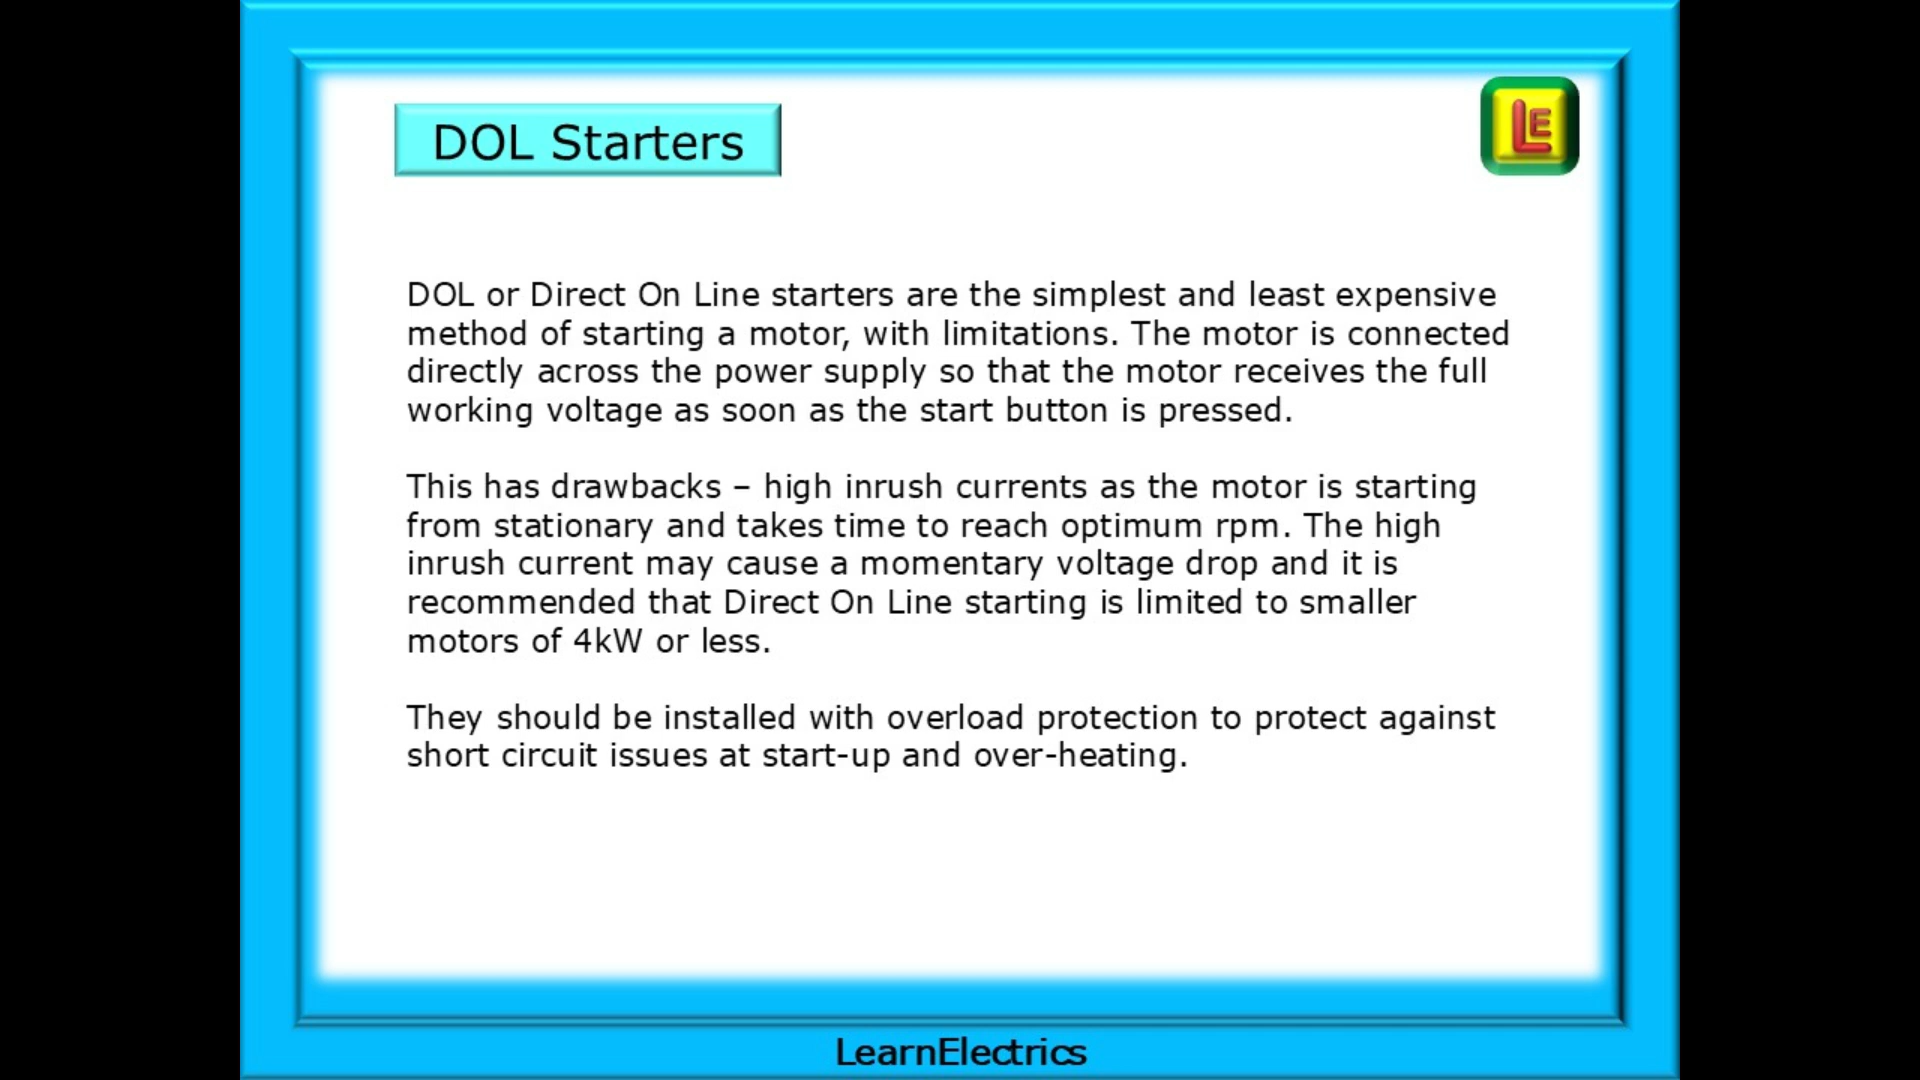 DOL Starters
LE
DOL or Direct On Line starters are the simplest and least expensive
method of starting a motor, with limitations. The motor is connected
directly across the power supply so that the motor receives the full
working voltage as soon as the start button is pressed.
This has drawbacks – high inrush currents as the motor is starting
from stationary and takes time to reach optimum rpm. The high
inrush current may cause a momentary voltage drop and it is
recommended that Direct On Line starting is limited to smaller
motors of 4kW or less.
They should be installed with overload protection to protect against
short circuit issues at start-up and over-heating.
LearnElectrics